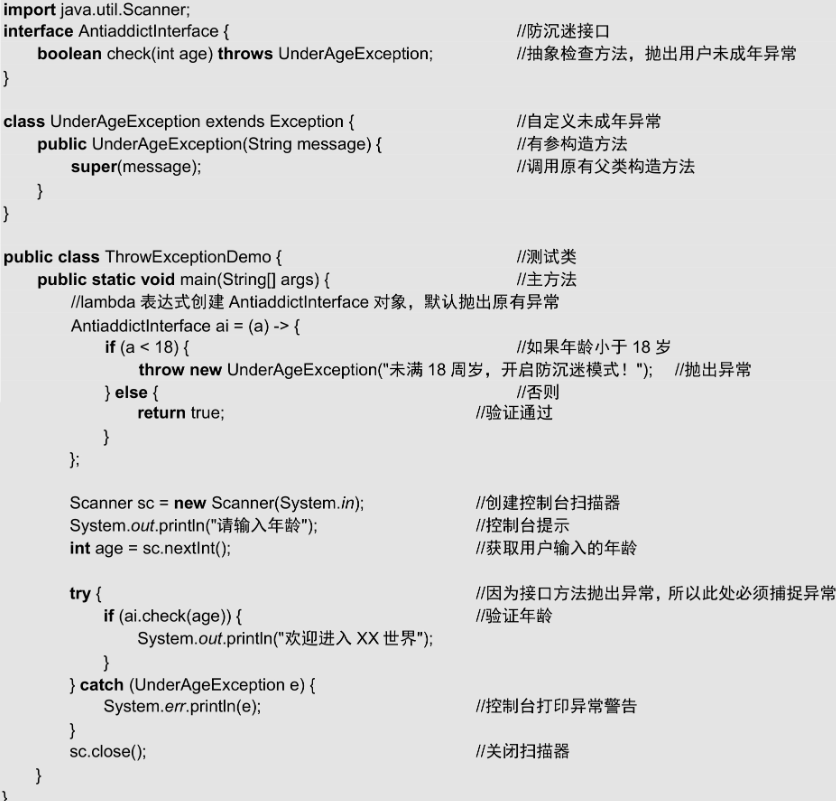 import java.util.Scanner;
interface AntiaddictInterface { //防沉迷接口
    boolean check(int age) throws UnderAgeException; //抽象检查方法，抛出用户未成年异常
}
class UnderAgeException extends Exception { //自定义未成年异常
    public UnderAgeException(String message) { //有参构造方法
        super(message); //调用原有父类构造方法
    }
}
public class ThrowExceptionDemo { //测试类
    public static void main(String[] args) { //主方法
        //lambda 表达式创建 AntiaddictInterface 对象，默认抛出原有异常
        AntiaddictInterface ai = (a) -> {
            if (a < 18) { //如果年龄小于 18 岁
                throw new UnderAgeException("未满 18 周岁，开启防沉迷模式！"); //抛出异常
            } else { //否则
                return true; //验证通过
            }
        };
        Scanner sc = new Scanner(System.in); //创建控制台扫描器
        System.out.println("请输入年龄"); //控制台提示
        int age = sc.nextInt(); //获取用户输入的年龄
        try { //因为接口方法抛出异常，所以此处必须捕捉异常
            if (ai.check(age)) { //验证年龄
                System.out.println("欢迎进入 XX 世界");
            }
        } catch (UnderAgeException e) {
            System.err.println(e); //控制台打印异常警告
        }
        sc.close(); //关闭扫描器
    }
}